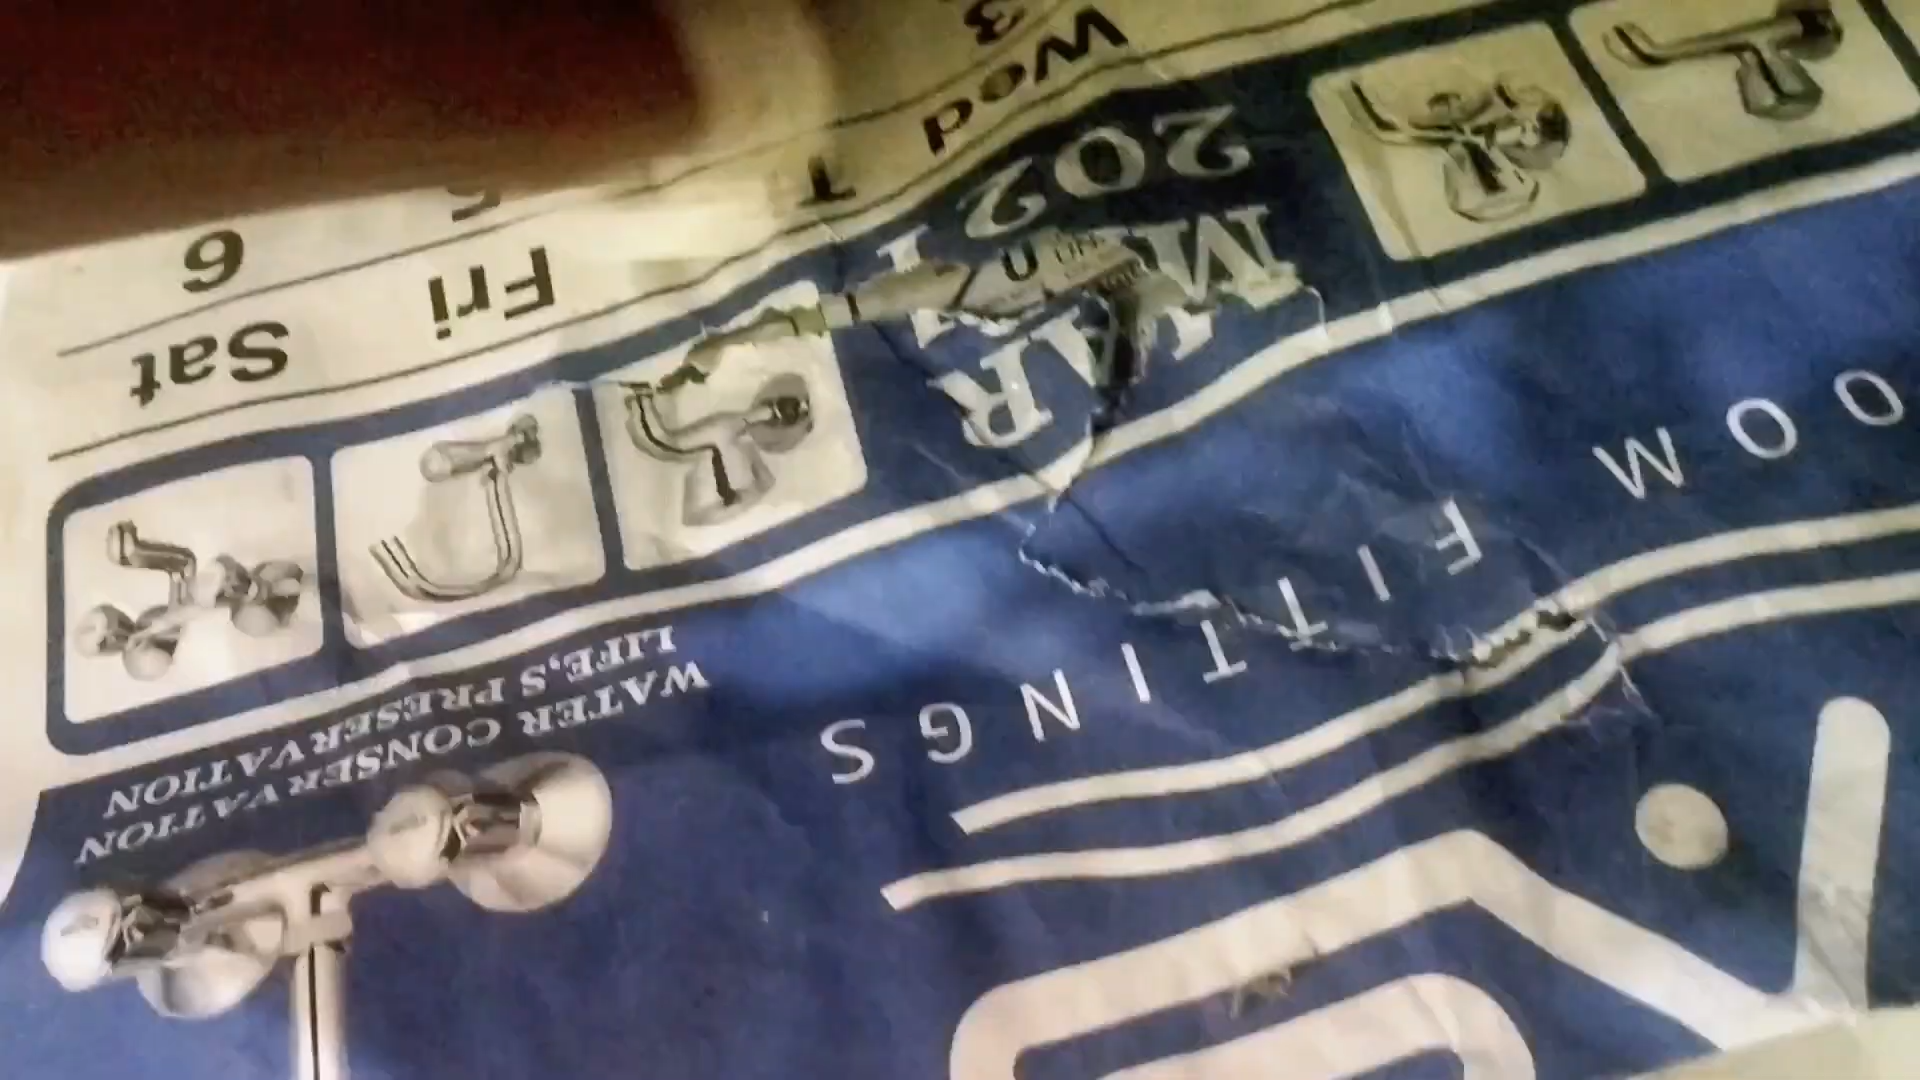 OOM FITTINGS
WATER CONSERVATION
LIFE,S PRESERVATION
MAR
2021
Wed
Fri
Sat
3
6